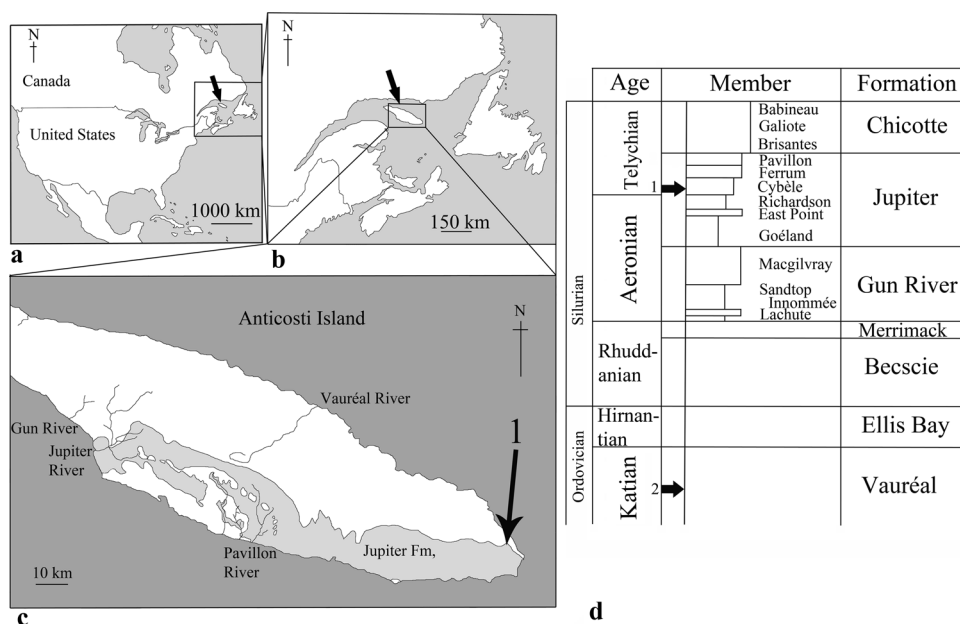 N
Canada
United States
1000 km
a
N
150 km
b
Anticosti Island
N
Vauréal River
Gun River
Jupiter
River
1
Pavillon
River
Jupiter Fm,
10 km
c
Age
Member
Formation
Silurian
Ordovician
Telychian
1
Aeronian
Rhudd-
anian
Hirnan-
tian
Katian
2
Babineau
Galiote
Brisantes
Pavillon
Ferrum
Cybèle
Richardson
East Point
Goéland
Macgilvray
Sandtop
Innommée
Lachute
Chicotte
Jupiter
Gun River
Merrimack
Becscie
Ellis Bay
Vauréal
d